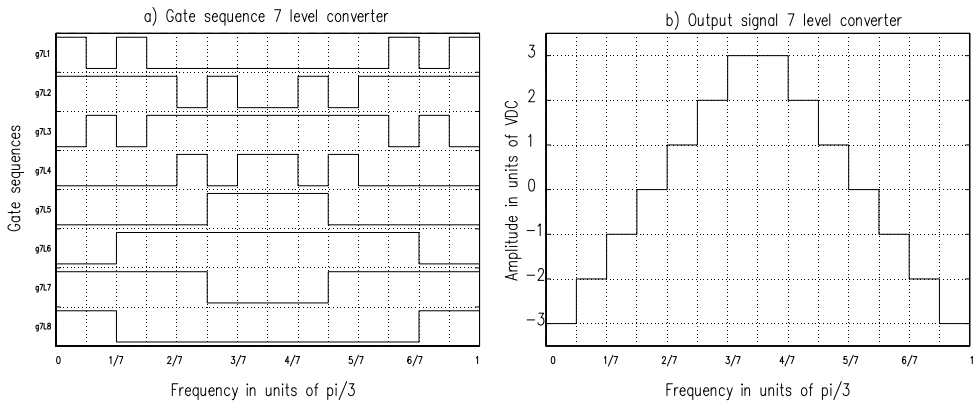 a) Gate sequence 7 level converter
Gate sequences
g7L1
g7L2
g7L3
g7L4
g7L5
g7L6
g7L7
g7L8
0 1/7 2/7 3/7 4/7 5/7 6/7 1
Frequency in units of pi/3
b) Output signal 7 level converter
Amplitude in units of VDC
3
2
1
0
-1
-2
-3
0 1/7 2/7 3/7 4/7 5/7 6/7 1
Frequency in units of pi/3